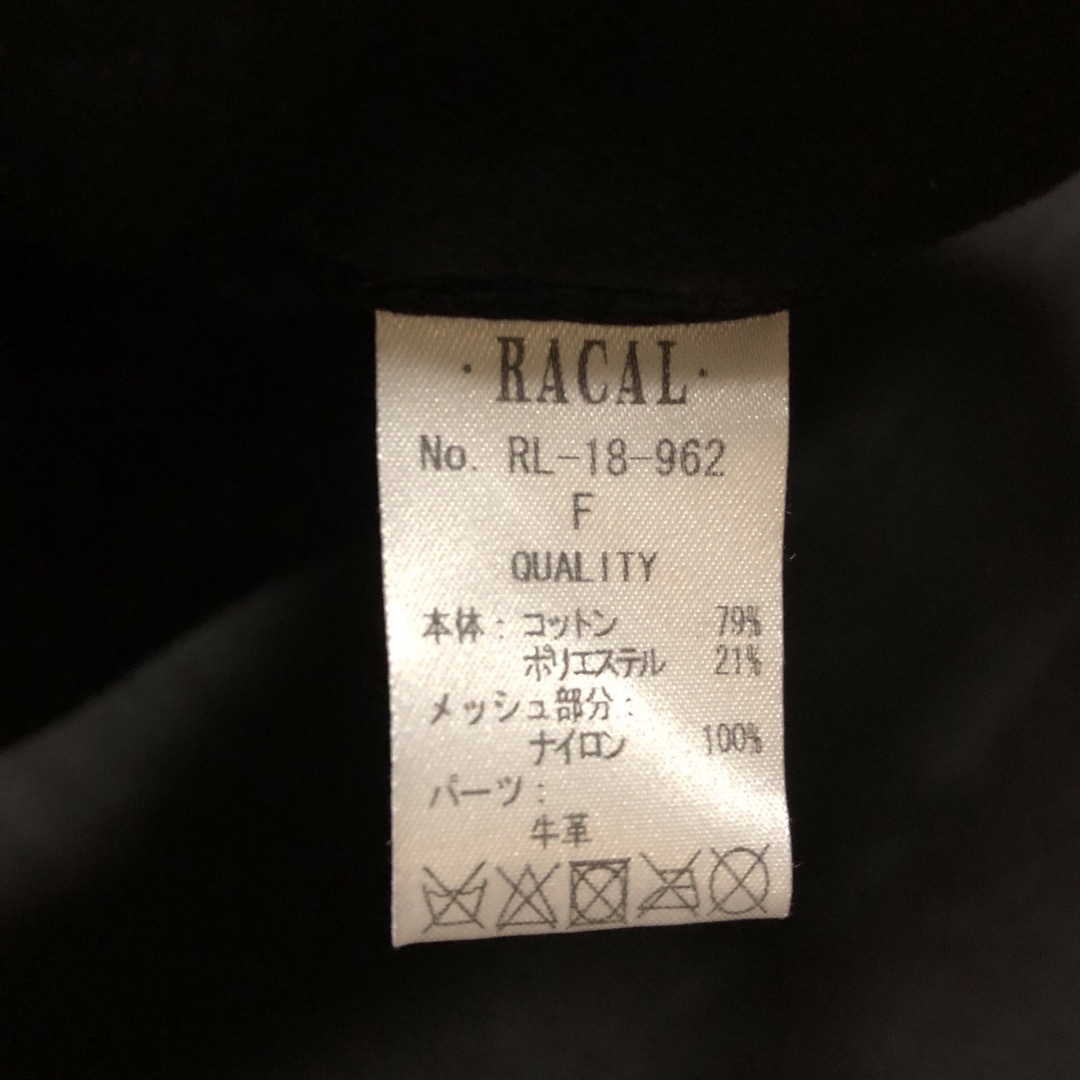 ・RACAL・
No. RL-18-962
F
QUALITY
本体：コットン 79%
ポリエステル 21%
メッシュ部分：
ナイロン 100%
パーツ：
牛革